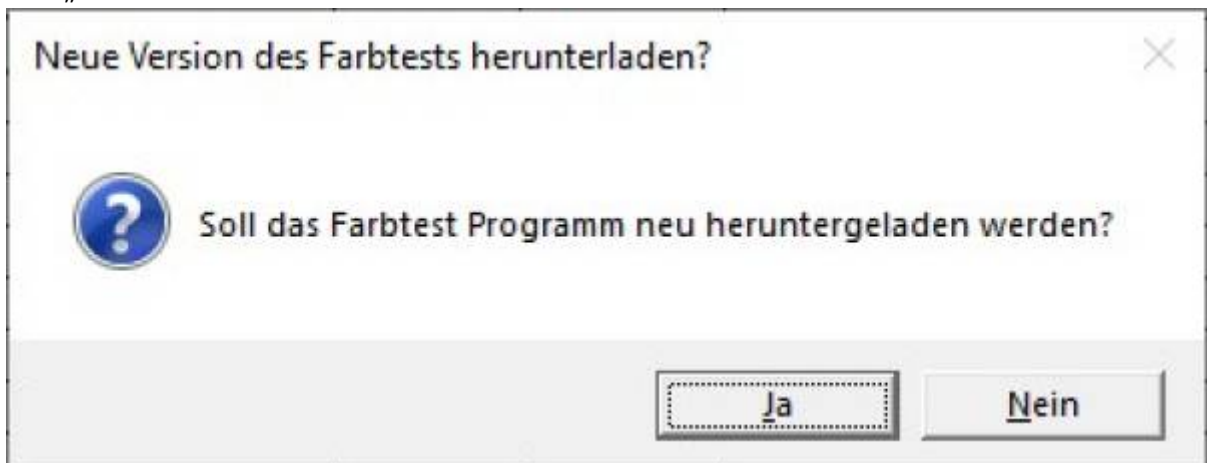 „
Neue Version des Farbtests herunterladen?
Soll das Farbtest Programm neu heruntergeladen werden?
Ja
Nein